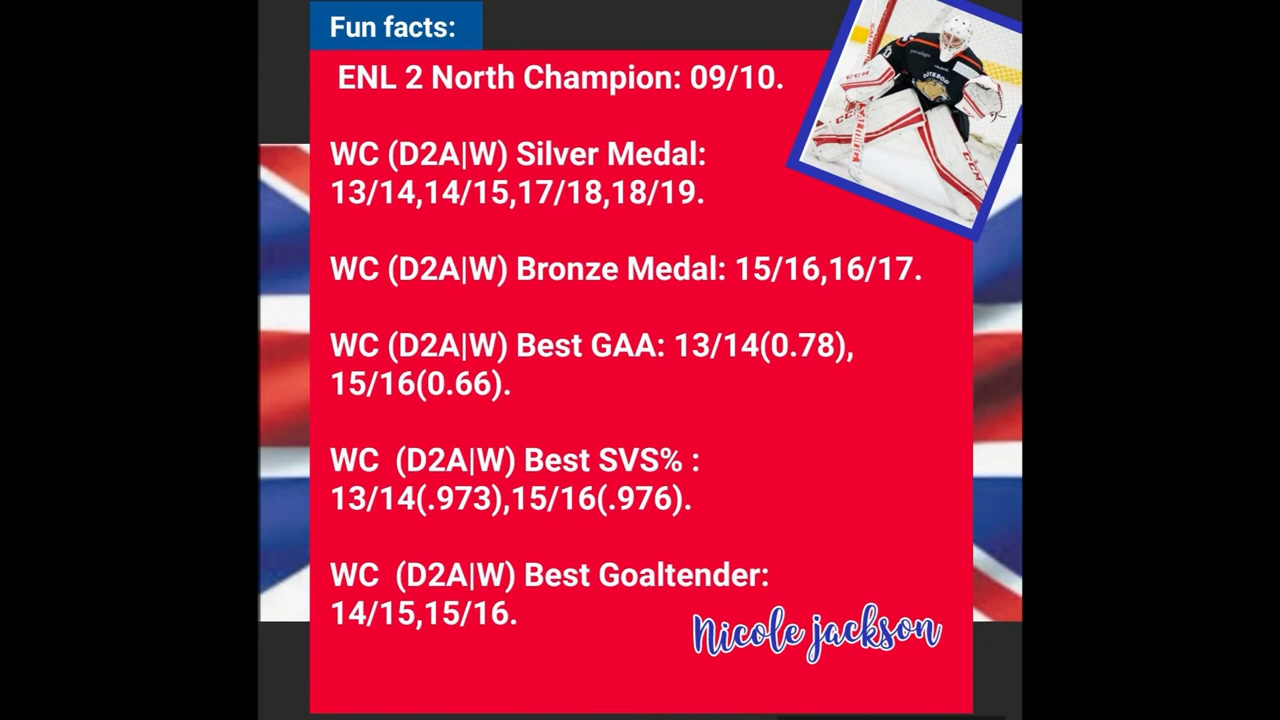 Fun facts:
ENL 2 North Champion: 09/10.
WC (D2A|W) Silver Medal:
13/14,14/15,17/18,18/19.
WC (D2A|W) Bronze Medal: 15/16,16/17.
WC (D2A|W) Best GAA: 13/14(0.78),
15/16(0.66).
WC  (D2A|W) Best SVS% :
13/14(.973),15/16(.976).
WC  (D2A|W) Best Goaltender:
14/15,15/16.
Nicole jackson
CCM
CCM
CCM